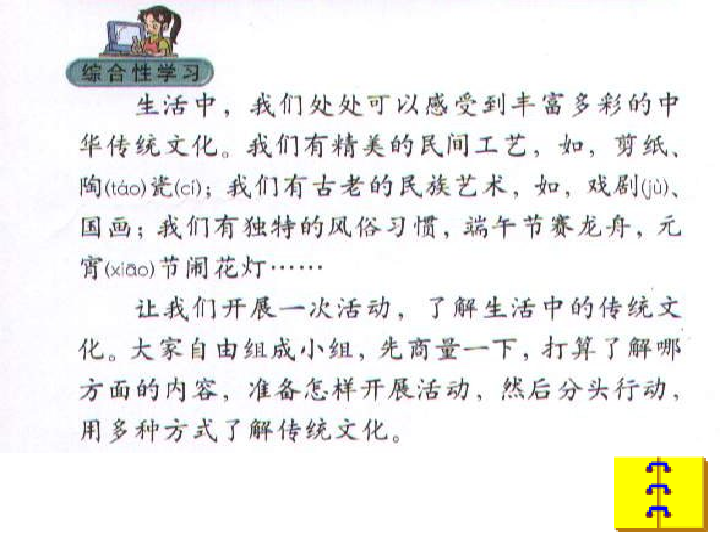 综合性学习
生活中，我们处处可以感受到丰富多彩的中
华传统文化。我们有精美的民间工艺，如，剪纸、
陶(táo)瓷(cí)；我们有古老的民族艺术，如，戏剧(jù)、
国画；我们有独特的风俗习惯，端午节赛龙舟，元
宵(xiāo)节闹花灯……
让我们开展一次活动，了解生活中的传统文
化。大家自由组成小组，先商量一下，打算了解哪
方面的内容，准备怎样开展活动，然后分头行动，
用多种方式了解传统文化。